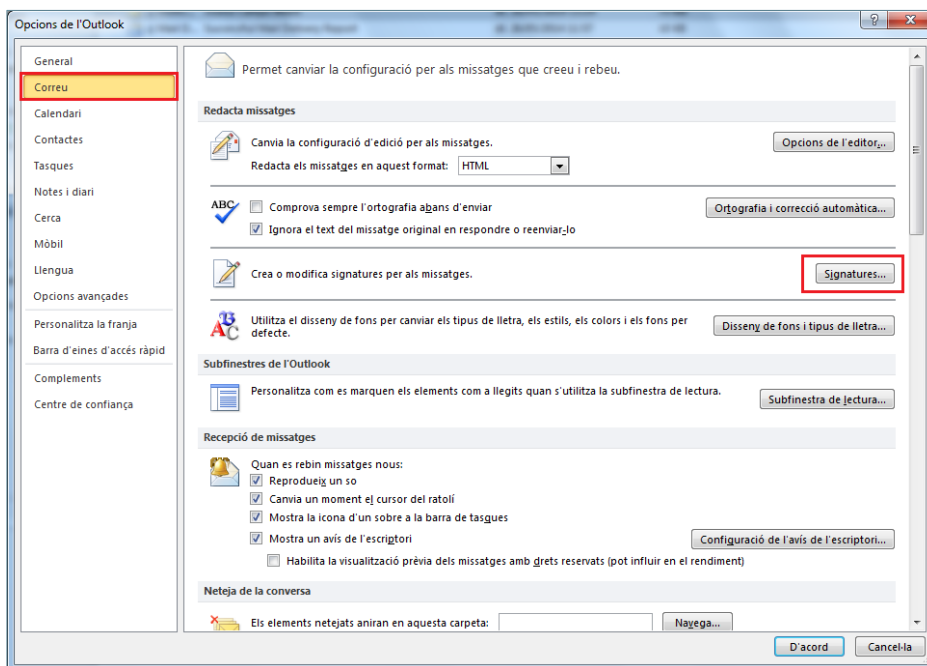 Opcions de l'Outlook
General
Correu
Calendari
Contactes
Tasques
Notes i diari
Cerca
Mòbil
Llengua
Opcions avançades
Personalitza la franja
Barra d'eines d'accés ràpid
Complements
Centre de confiança
Permet canviar la configuració per als missatges que creeu i rebeu.
Redacta missatges
Canvia la configuració d'edició per als missatges.
Opcions de l'editor...
Redacta els missatges en aquest format: HTML
ABC
Comprova sempre l'ortografia abans d'enviar
Ortografia i correcció automàtica...
Ignora el text del missatge original en respondre o reenviar-lo
Crea o modifica signatures per als missatges.
Signatures...
Utilitza el disseny de fons per canviar els tipus de lletra, els estils, els colors i els fons per
defecte.
Disseny de fons i tipus de lletra...
Subfinestres de l'Outlook
Personalitza com es marquen els elements com a llegits quan s'utilitza la subfinestra de lectura.
Subfinestra de lectura...
Recepció de missatges
Quan es rebin missatges nous:
Reprodueix un so
Canvia un moment el cursor del ratolí
Mostra la icona d'un sobre a la barra de tasques
Mostra un avís de l'escriptori
Configuració de l'avís de l'escriptori...
Habilita la visualització prèvia dels missatges amb drets reservats (pot influir en el rendiment)
Neteja de la conversa
Els elements netejats aniran en aquesta carpeta:
Navega...
D'acord
Cancel·la